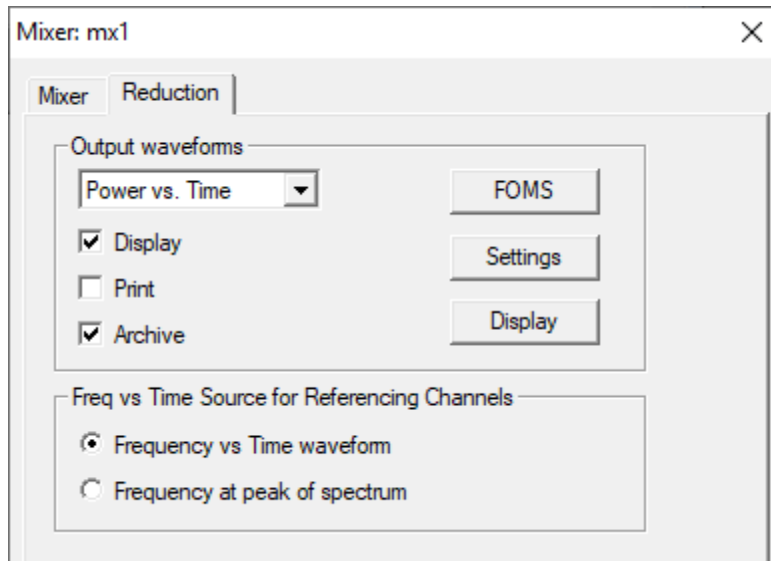 Mixer: mx1
Mixer
Reduction
Output waveforms
Power vs. Time
FOMS
Display
Settings
Print
Display
Archive
Freq vs Time Source for Referencing Channels
Frequency vs Time waveform
Frequency at peak of spectrum